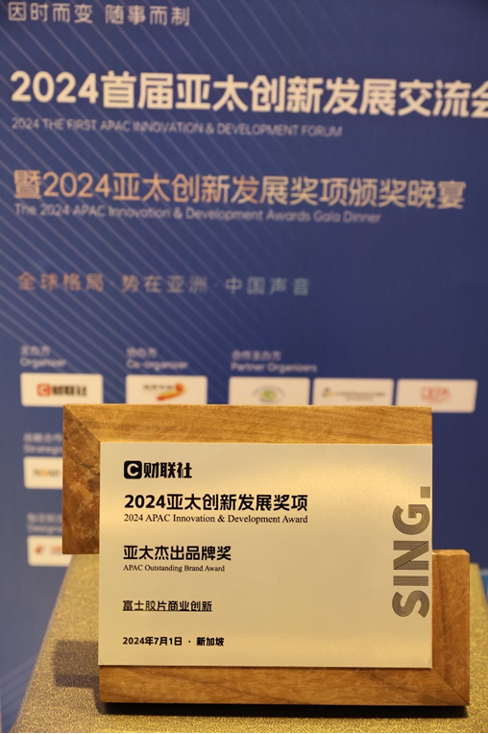 因时而变 随事而制
2024首届亚太创新发展交流会
2024 THE FIRST APAC INNOVATION & DEVELOPMENT FORUM
暨2024亚太创新发展奖项颁奖晚宴
The 2024 APAC Innovation & Development Awards Gala Dinner
全球格局·势在亚洲·中国声音
主办方 协办方 合作主办方
Organizer Co-organizer Partner Organizers
财联社
战略合作
Strategic
C 财联社
2024亚太创新发展奖项
2024 APAC Innovation & Development Award
亚太杰出品牌奖
APAC Outstanding Brand Award
富士胶片商业创新
2024年7月1日 · 新加坡
SING.